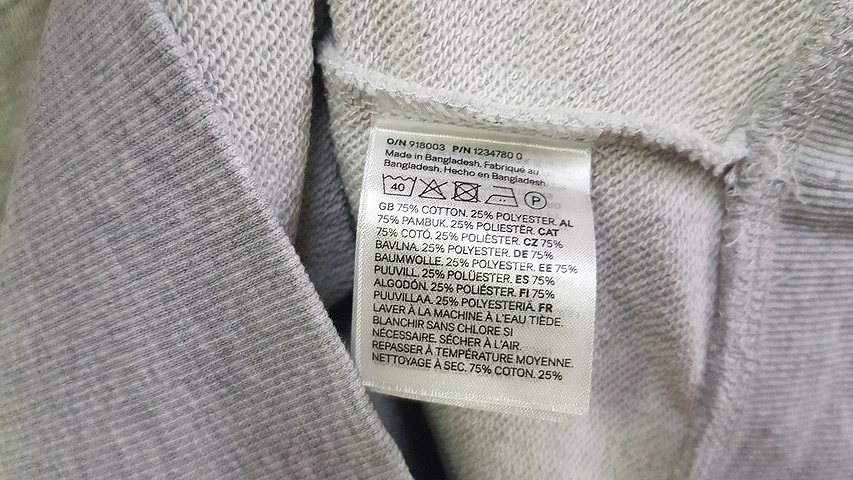 O/N 918003 P/N 1234780 0
Made in Bangladesh. Fabriqué au
Bangladesh. Hecho en Bangladesh.
40 P
GB 75% COTTON. 25% POLYESTER. AL
75% PAMBUK. 25% POLIESTËR. CAT
75% COTÓ. 25% POLIÈSTER. CZ 75%
BAVLNA. 25% POLYESTER. DE 75%
BAUMWOLLE. 25% POLYESTER. EE 75%
PUUVILL. 25% POLÜESTER. ES 75%
ALGODÓN. 25% POLIÉSTER. FI 75%
PUUVILLAA. 25% POLYESTERIÄ. FR
LAVER À LA MACHINE À L'EAU TIÈDE.
BLANCHIR SANS CHLORE SI
NÉCESSAIRE. SÉCHER À L'AIR.
REPASSER À TEMPÉRATURE MOYENNE.
NETTOYAGE À SEC. 75% COTON. 25%